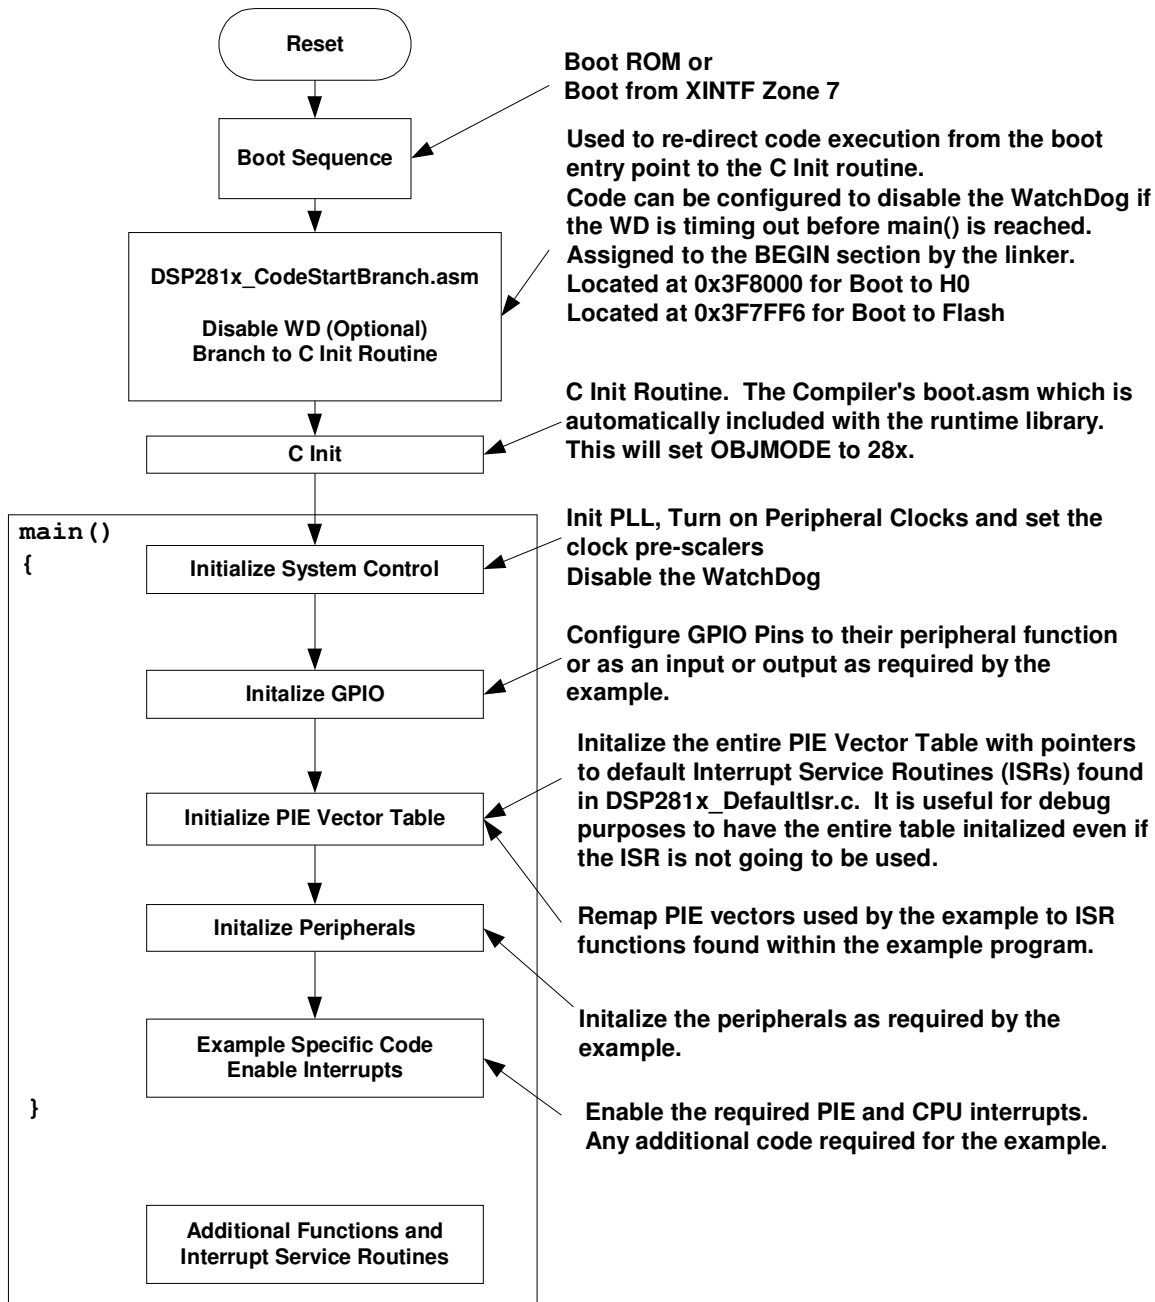 Reset
Boot ROM or
Boot from XINTF Zone 7
Boot Sequence
Used to re-direct code execution from the boot
entry point to the C Init routine.
Code can be configured to disable the WatchDog if
the WD is timing out before main() is reached.
Assigned to the BEGIN section by the linker.
Located at 0x3F8000 for Boot to H0
Located at 0x3F7FF6 for Boot to Flash
DSP281x_CodeStartBranch.asm
Disable WD (Optional)
Branch to C Init Routine
C Init Routine.  The Compiler's boot.asm which is
automatically included with the runtime library.
This will set OBJMODE to 28x.
C Init
main()
{
Init PLL, Turn on Peripheral Clocks and set the
clock pre-scalers
Disable the WatchDog
Initialize System Control
Configure GPIO Pins to their peripheral function
or as an input or output as required by the
example.
Initalize GPIO
Initalize the entire PIE Vector Table with pointers
to default Interrupt Service Routines (ISRs) found
in DSP281x_DefaultIsr.c.  It is useful for debug
purposes to have the entire table initalized even if
the ISR is not going to be used.
Initialize PIE Vector Table
Remap PIE vectors used by the example to ISR
functions found within the example program.
Initalize Peripherals
Initalize the peripherals as required by the
example.
Example Specific Code
Enable Interrupts
Enable the required PIE and CPU interrupts.
Any additional code required for the example.
}
Additional Functions and
Interrupt Service Routines